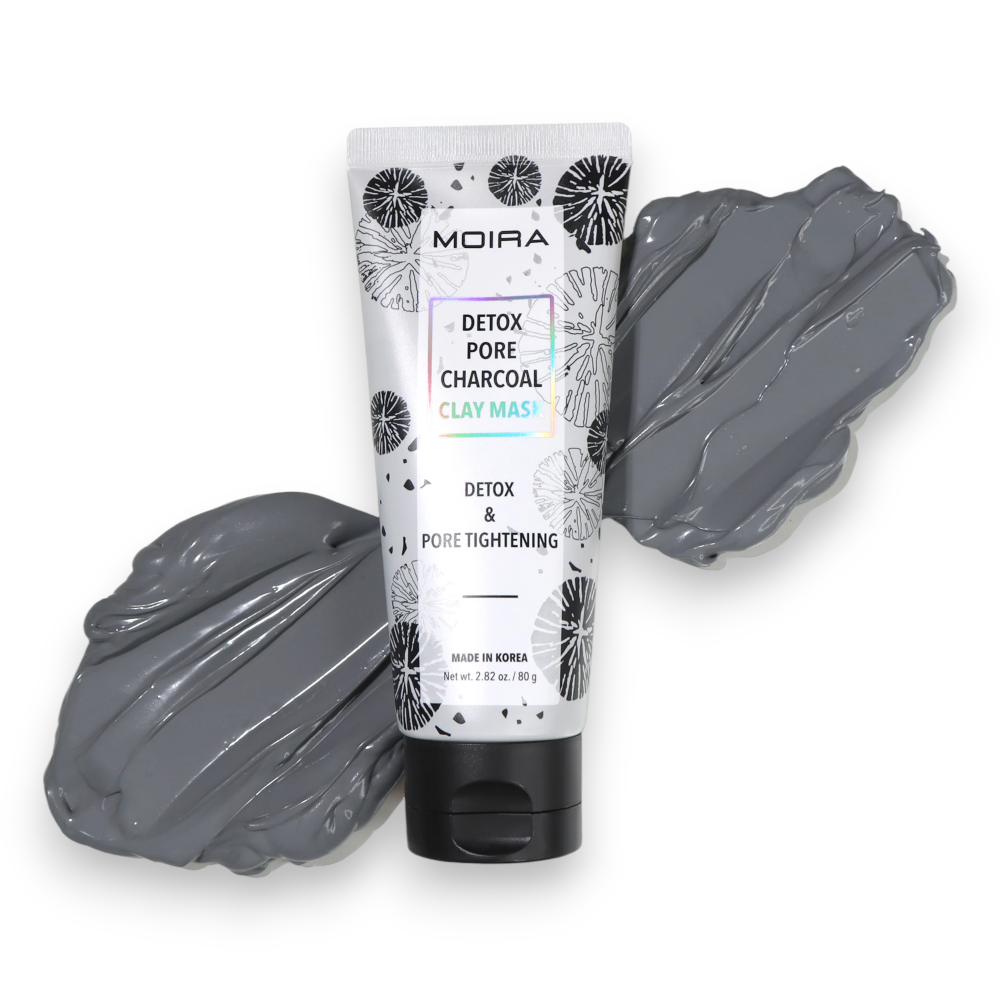 MOIRA
DETOX
PORE
CHARCOAL
CLAY MASK
DETOX
&
PORE TIGHTENING
MADE IN KOREA
Net wt. 2.82 oz. / 80 g